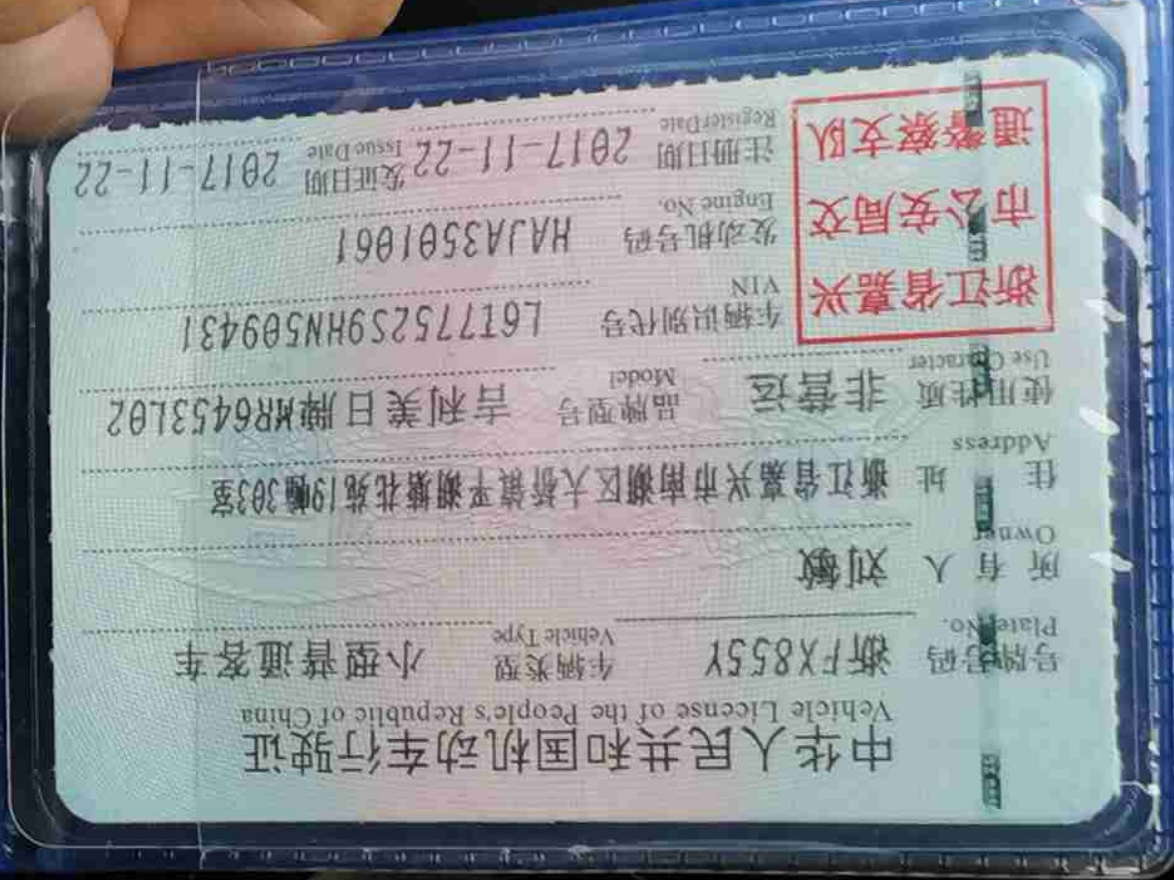 中华人民共和国机动车行驶证
Vehicle License of the People's Republic of China
号牌号码 浙FX855Y 车辆类型 小型普通客车
Plate No. Vehicle Type
所有人 刘敏
Owner
住址 浙江省嘉兴市南湖区大桥镇平湖塘花苑19幢303室
Address
使用性质 非营运 品牌型号 吉利美日牌MR6453L02
Use Character Model
浙江省嘉兴
市公安局交
通警察支队
车辆识别代号 L6T7752S9HN509431
VIN
发动机号码 HAJA3501061
Engine No.
注册日期 2017-11-22 发证日期 2017-11-22
Register Date Issue Date